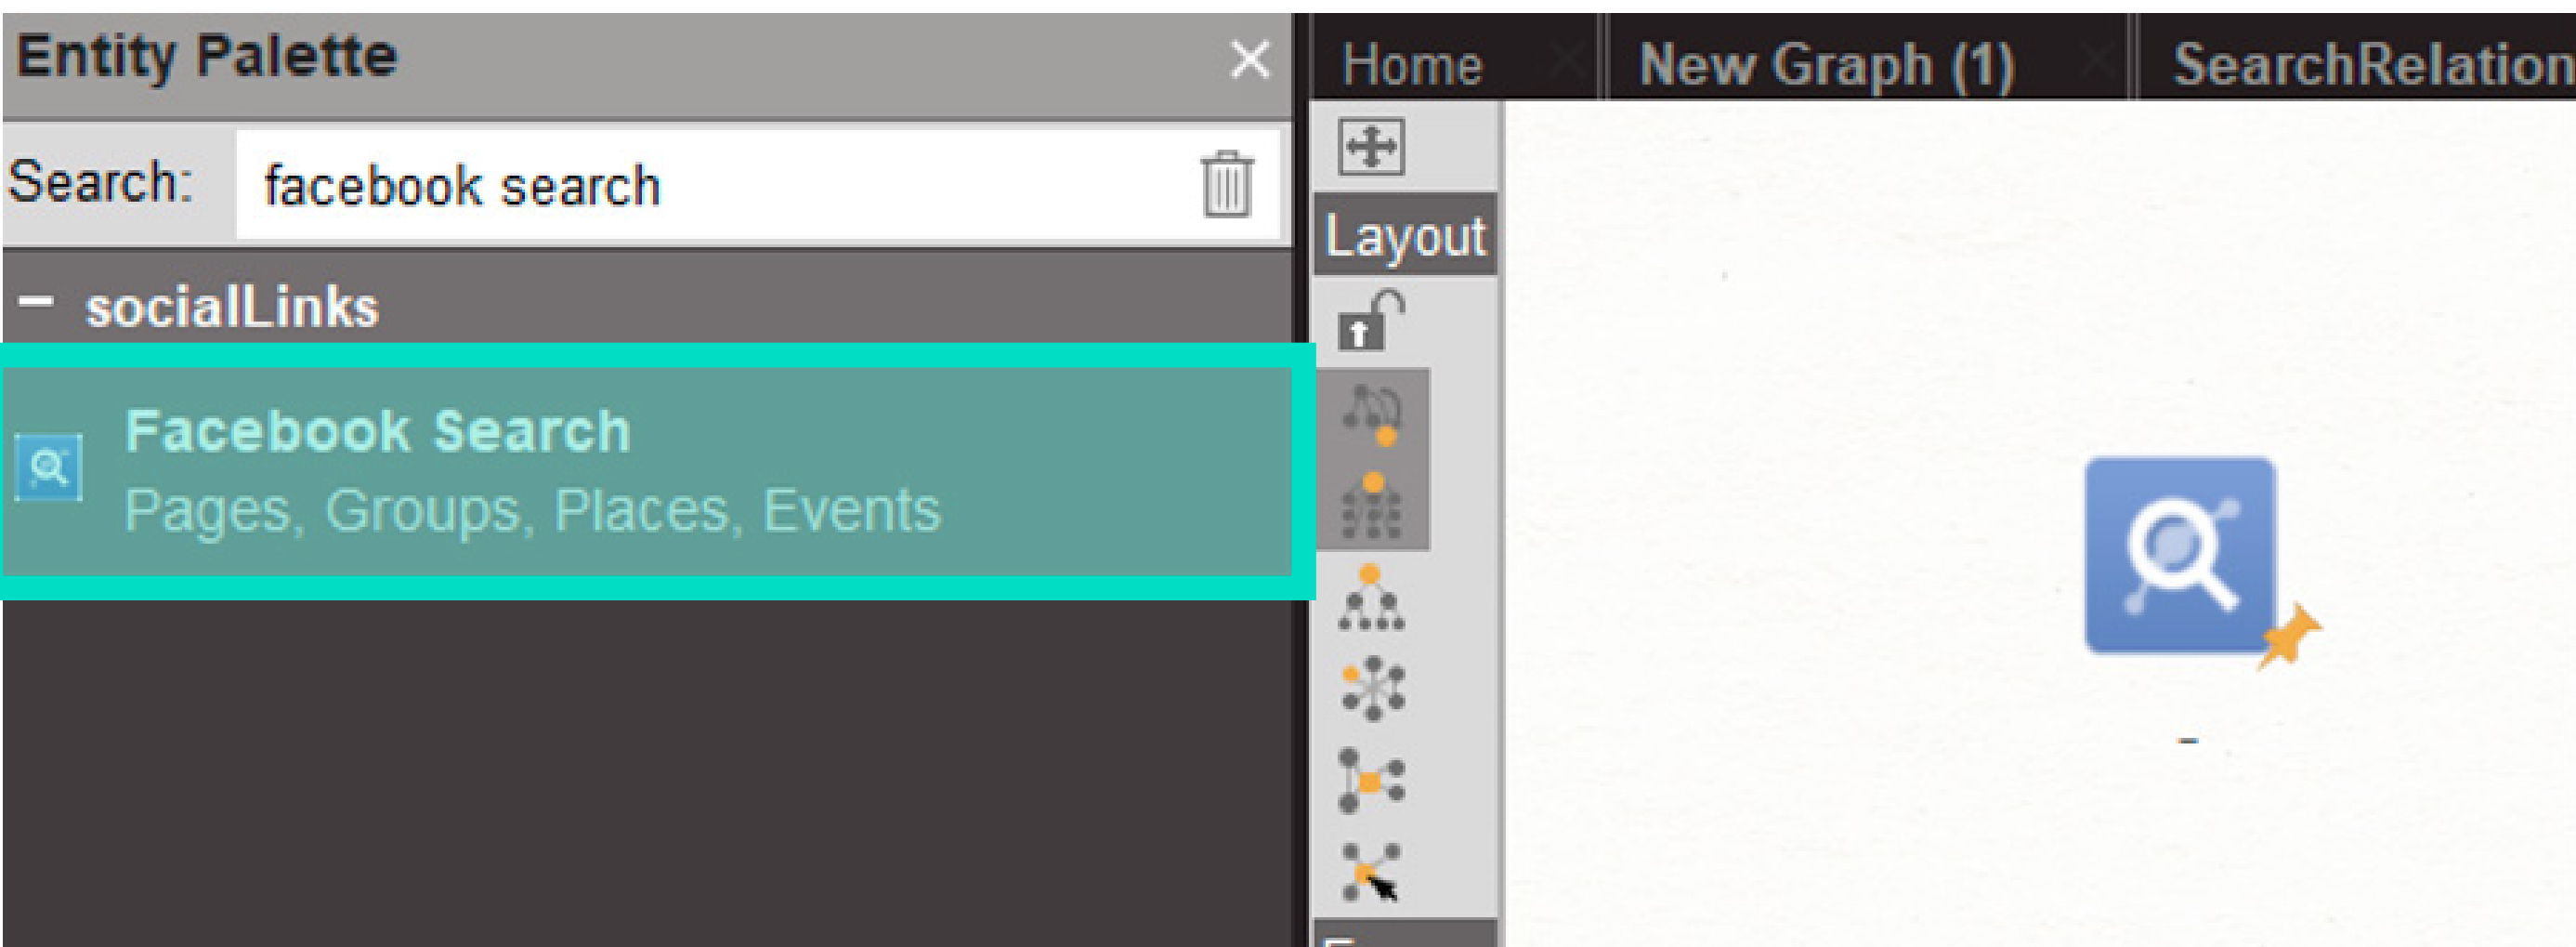 Entity Palette
Home
New Graph (1)
SearchRelation
Search:
facebook search
Layout
socialLinks
Facebook Search
Pages, Groups, Places, Events
-